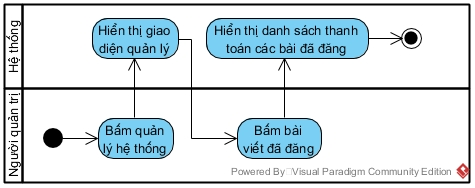 Hệ thống
Hiển thị giao
diện quản lý
Hiển thị danh sách thanh
toán các bài đã đăng
Người quản trị
Bấm quản
lý hệ thống
Bấm bài
viết đã đăng
Powered By Visual Paradigm Community Edition